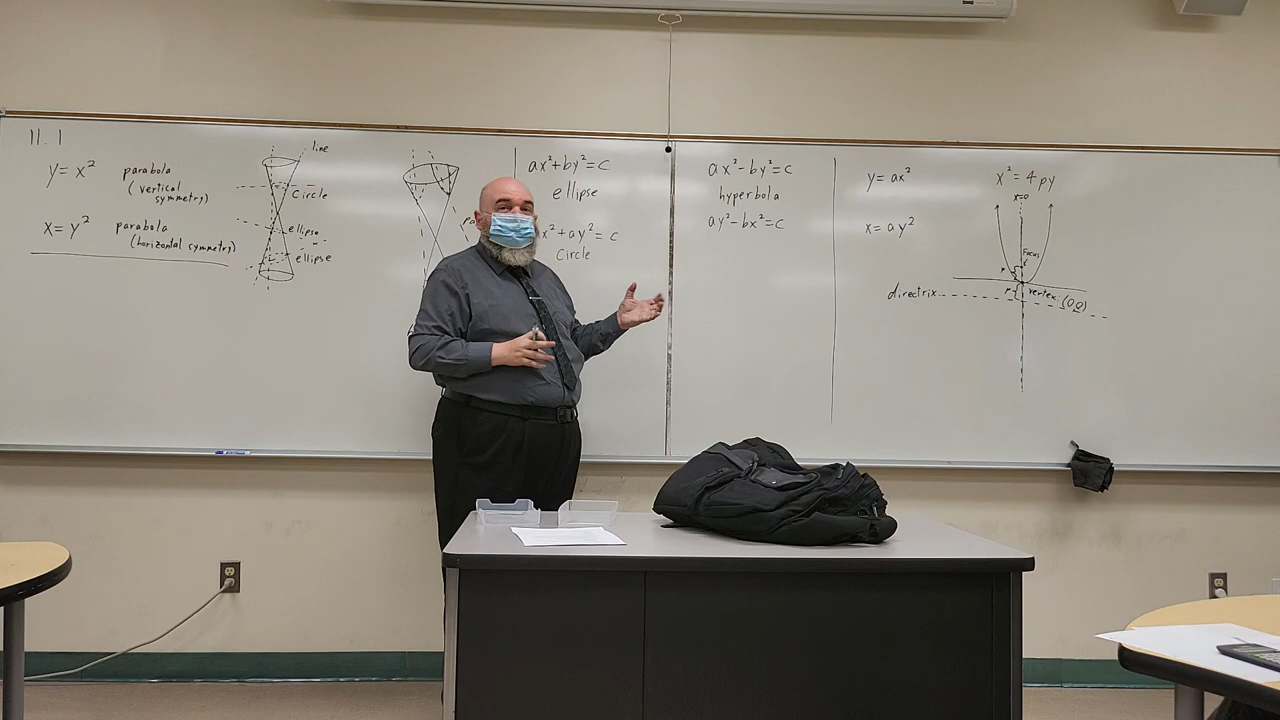 11.1
y = x² parabola
(vertical
symmetry)
x = y² parabola
(horizontal symmetry)
line
Circle
ellipse
ellipse
ax²+by²=c
ellipse
x²+ay²=c
Circle
ax²-by²=c
hyperbola
ay²-bx²=c
y = ax²
x = ay²
x² = 4py
x=0
Focus
P
directrix
P
vertex (0,0)